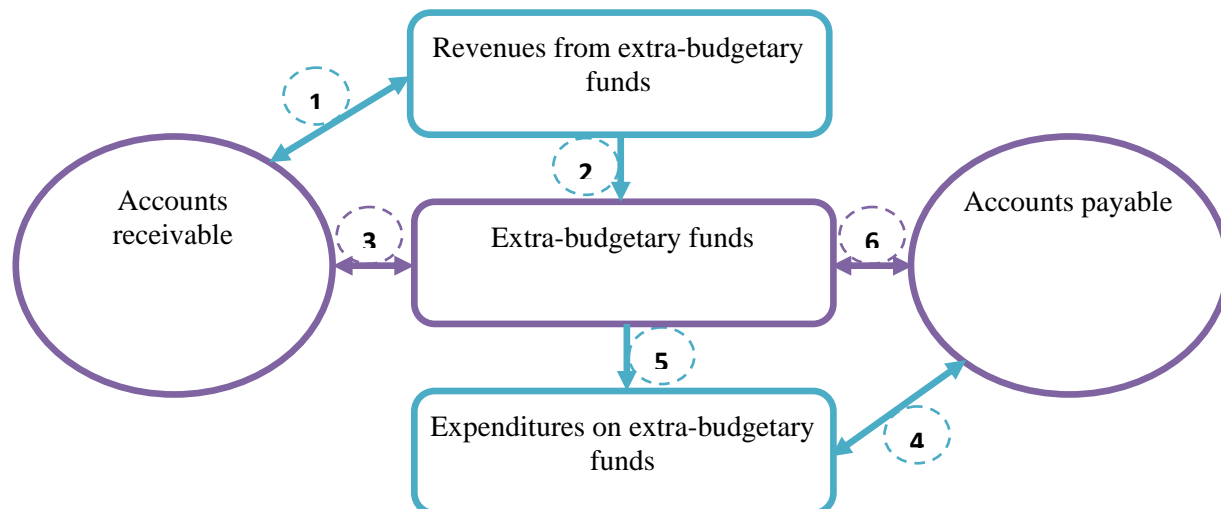 Revenues from extra-budgetary
funds
1
2
Accounts
receivable
Accounts payable
3
Extra-budgetary funds
6
5
Expenditures on extra-budgetary
funds
4